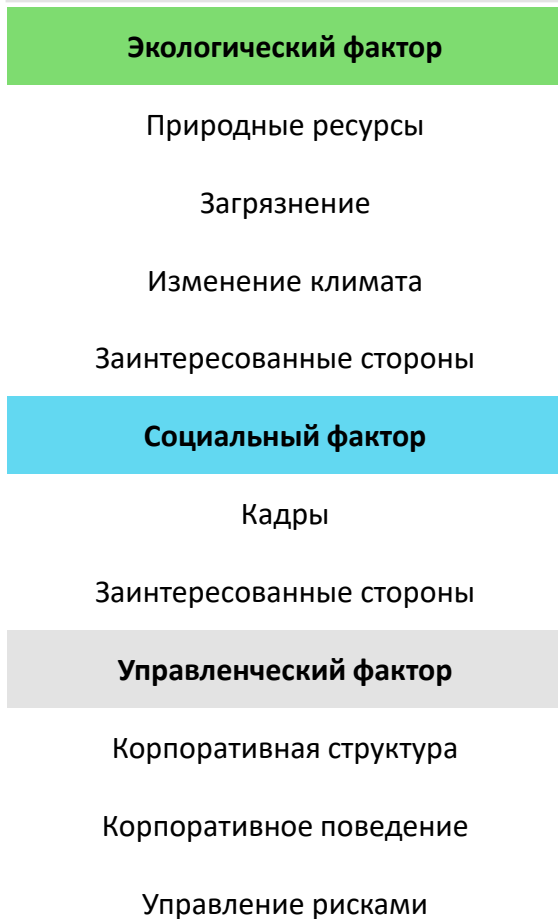 Экологический фактор
Природные ресурсы
Загрязнение
Изменение климата
Заинтересованные стороны
Социальный фактор
Кадры
Заинтересованные стороны
Управленческий фактор
Корпоративная структура
Корпоративное поведение
Управление рисками